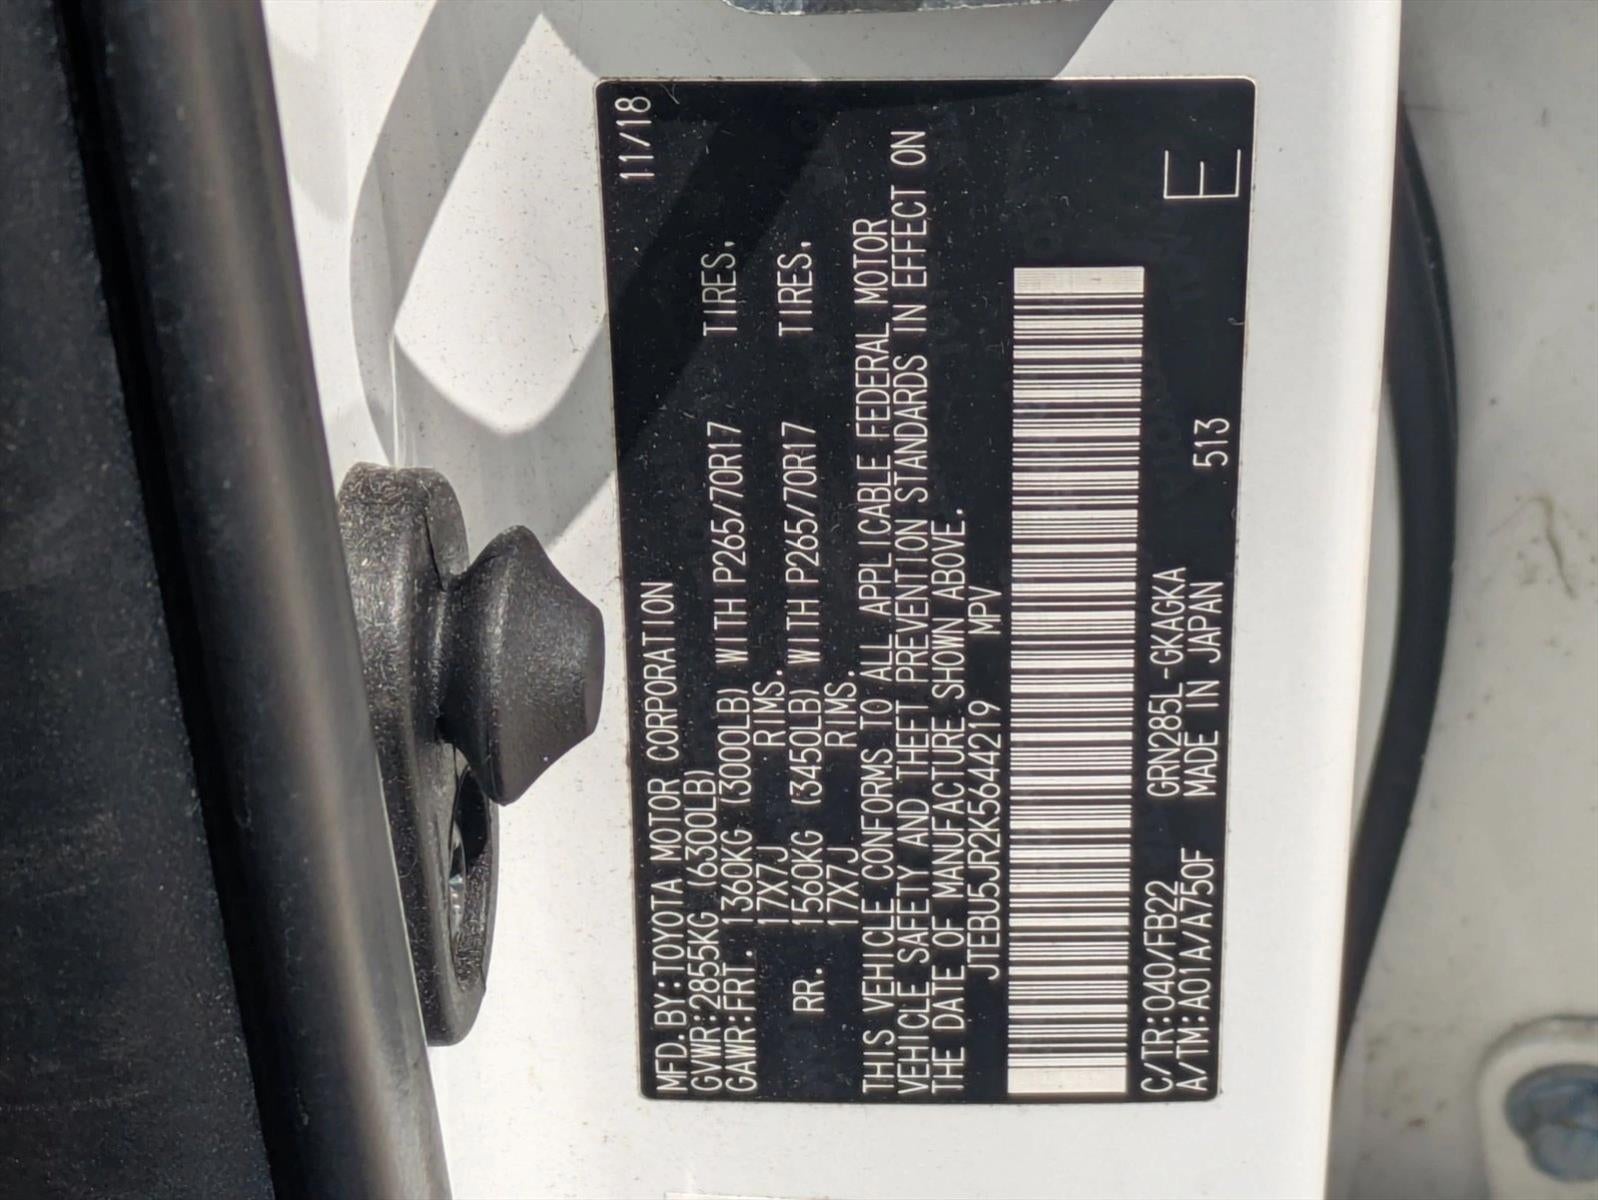 MFD.BY:TOYOTA MOTOR CORPORATION 11/18
GVWR:2855KG (6300LB)
GAWR:FRT. 1360KG (3000LB) WITH P265/70R17 TIRES.
17X7J RIMS.
RR. 1560KG (3450LB) WITH P265/70R17 TIRES.
17X7J RIMS.
THIS VEHICLE CONFORMS TO ALL APPLICABLE FEDERAL MOTOR
VEHICLE SAFETY AND THEFT PREVENTION STANDARDS IN EFFECT ON
THE DATE OF MANUFACTURE SHOWN ABOVE.
JTEBU5JR2K5644219 MPV
C/TR:040/FB22 GRN285L-GKAGKA
A/TM:A01A/A750F MADE IN JAPAN 513 E